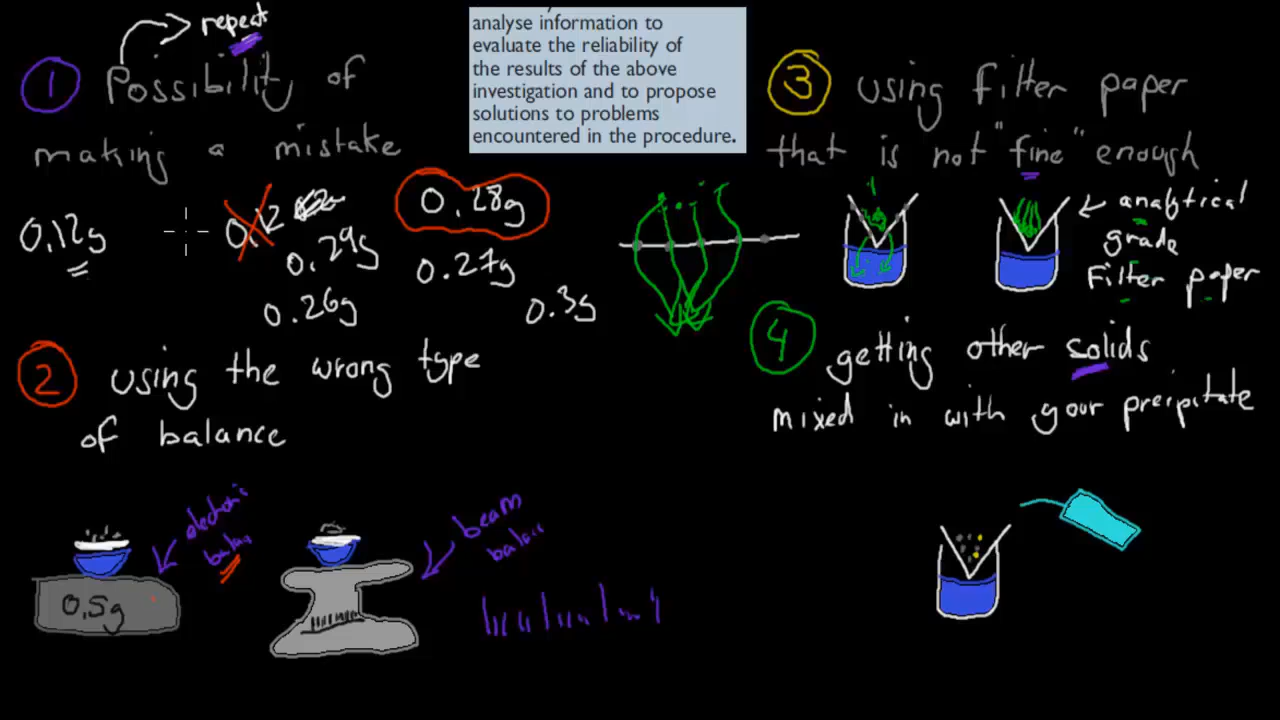 repeat
analyse information to
evaluate the reliability of
the results of the above
investigation and to propose
solutions to problems
encountered in the procedure.
1 Possibility of
making a mistake
0.12g
0.12
0.29g
0.26g
0.28g
0.27g
0.3g
2 using the wrong type
of balance
electronic
0.5g
beam
3 using filter paper
that is not "fine" enough
analytical
grade
filter paper
4 getting other solids
mixed in with your precipitate